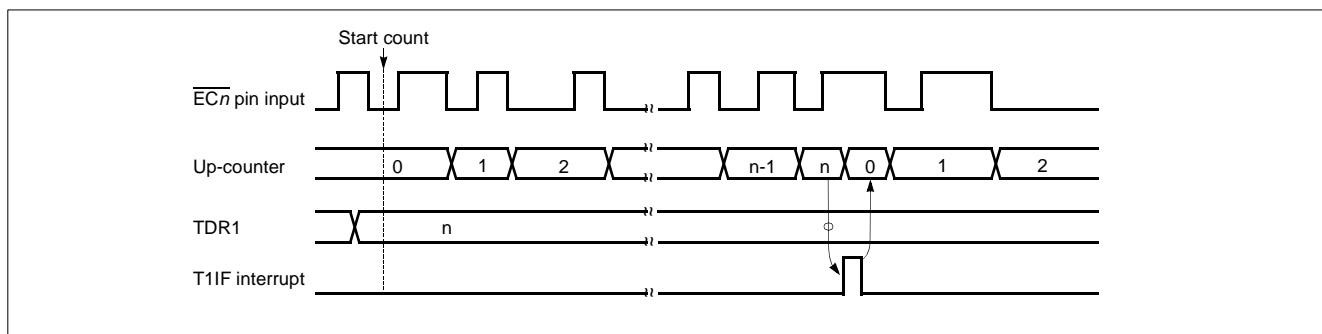 Start count
ECn pin input
Up-counter 0 1 2 n-1 n 0 1 2
TDR1 n
T1IF interrupt